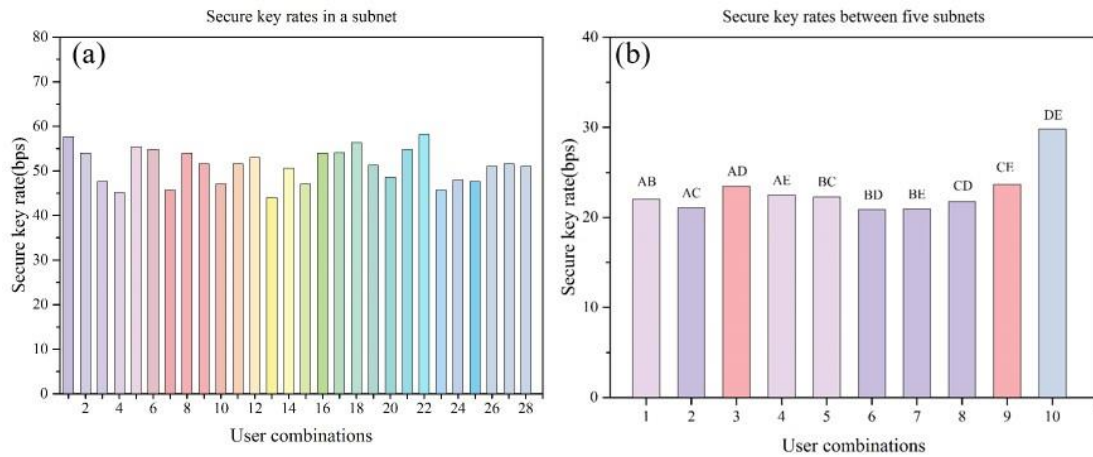 Secure key rates in a subnet
(a)
Secure key rate(bps)
80
70
60
50
40
30
20
10
0
2 4 6 8 10 12 14 16 18 20 22 24 26 28
User combinations
Secure key rates between five subnets
(b)
Secure key rate(bps)
40
30
20
10
0
AB AC AD AE BC BD BE CD CE DE
1 2 3 4 5 6 7 8 9 10
User combinations